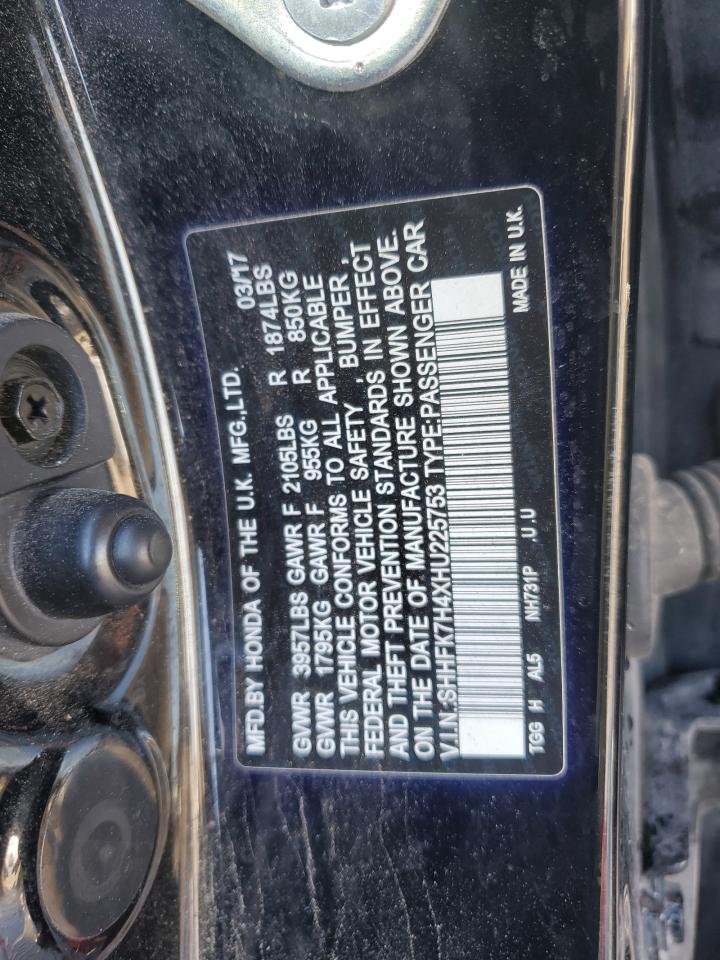 MFD.BY HONDA OF THE U.K. MFG.,LTD. 03/17
GVWR 3957LBS GAWR F 2105LBS R 1874LBS
GVWR 1795KG GAWR F 955KG R 850KG
THIS VEHICLE CONFORMS TO ALL APPLICABLE
FEDERAL MOTOR VEHICLE SAFETY , BUMPER ,
AND THEFT PREVENTION STANDARDS IN EFFECT
ON THE DATE OF MANUFACTURE SHOWN ABOVE.
V.I.N.:SHHFK7H4XHU225753 TYPE:PASSENGER CAR
TGG H AL5 NH731P .U .U
MADE IN U.K.